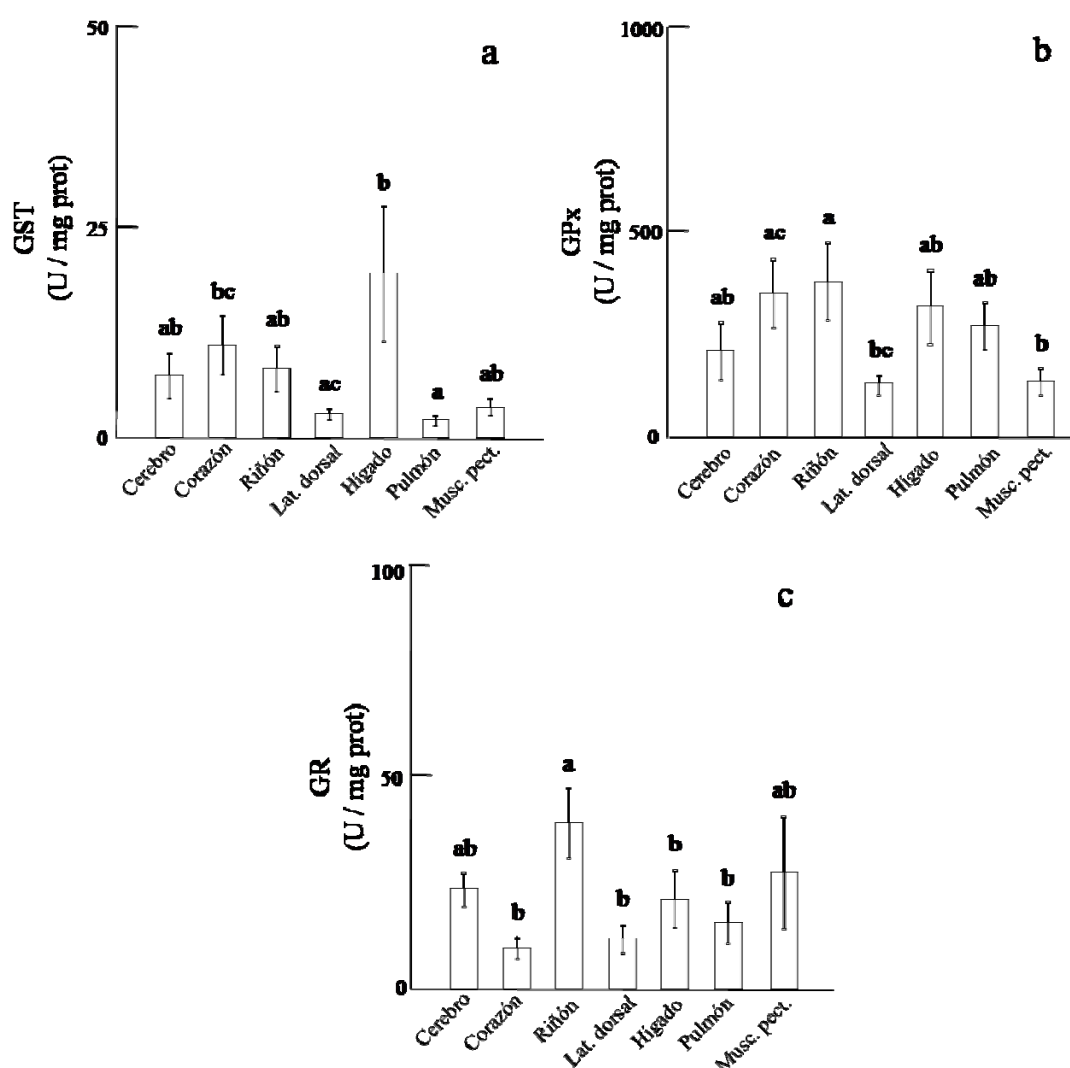 50
a
GST
(U / mg prot)
25
0
ab
bc
ab
ac
b
a
ab
Cerebro
Corazón
Riñón
Lat. dorsal
Hígado
Pulmón
Musc. pect.
1000
b
GPx
(U / mg prot)
500
0
ab
ac
a
bc
ab
ab
b
Cerebro
Corazón
Riñón
Lat. dorsal
Hígado
Pulmón
Musc. pect.
100
c
GR
(U / mg prot)
50
0
ab
b
a
b
b
b
ab
Cerebro
Corazón
Riñón
Lat. dorsal
Hígado
Pulmón
Musc. pect.